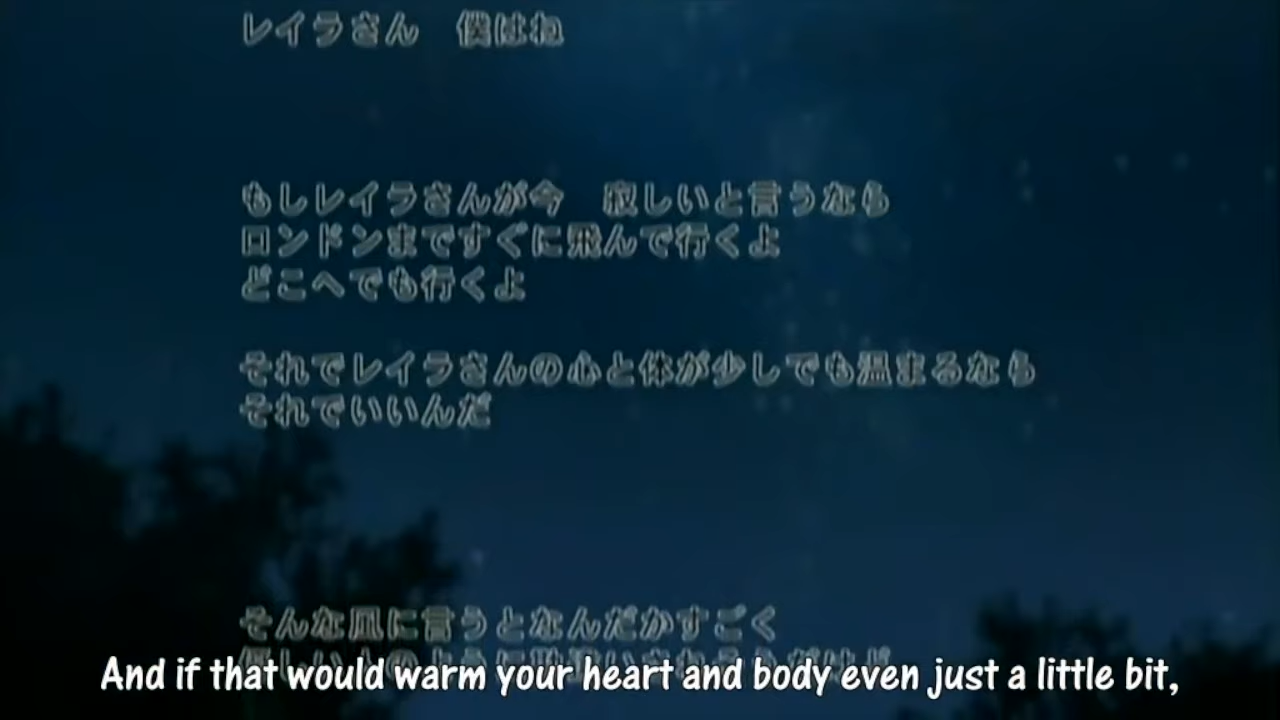 レイラさん　僕はね
もしレイラさんが今　寂しいと言うなら
ロンドンまですぐに飛んで行くよ
どこへでも行くよ
それでレイラさんの心と体が少しでも温まるなら
それでいいんだ
そんな風に言うとなんだかすごく
And if that would warm your heart and body even just a little bit,